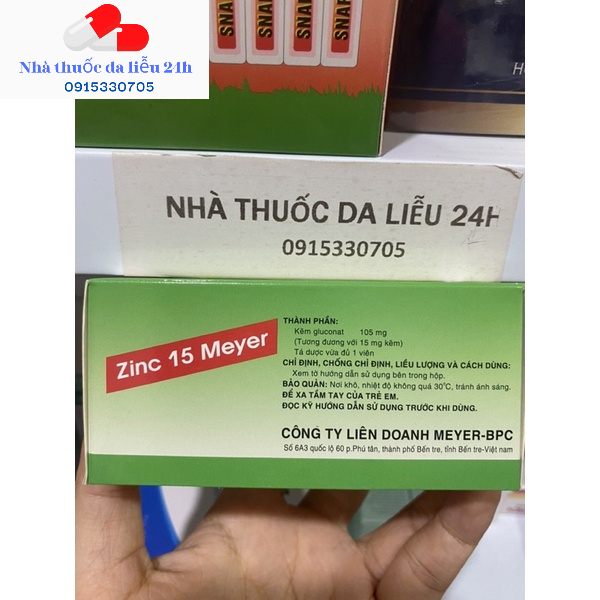 SNAP
SNAP
SNAP
SNAP
Nhà thuốc da liễu 24h
0915330705
NHÀ THUỐC DA LIỄU 24H
0915330705
Zinc 15 Meyer
THÀNH PHẦN:
Kẽm gluconat 105 mg
(Tương đương với 15 mg kẽm)
Tá dược vừa đủ 1 viên
CHỈ ĐỊNH, CHỐNG CHỈ ĐỊNH, LIỀU LƯỢNG VÀ CÁCH DÙNG:
Xem tờ hướng dẫn sử dụng bên trong hộp.
BẢO QUẢN: Nơi khô, nhiệt độ không quá 30°C, tránh ánh sáng.
ĐỂ XA TẦM TAY CỦA TRẺ EM.
ĐỌC KỸ HƯỚNG DẪN SỬ DỤNG TRƯỚC KHI DÙNG.
CÔNG TY LIÊN DOANH MEYER-BPC
Số 6A3 quốc lộ 60 p.Phú tân, thành phố Bến tre, tỉnh Bến tre-Việt nam